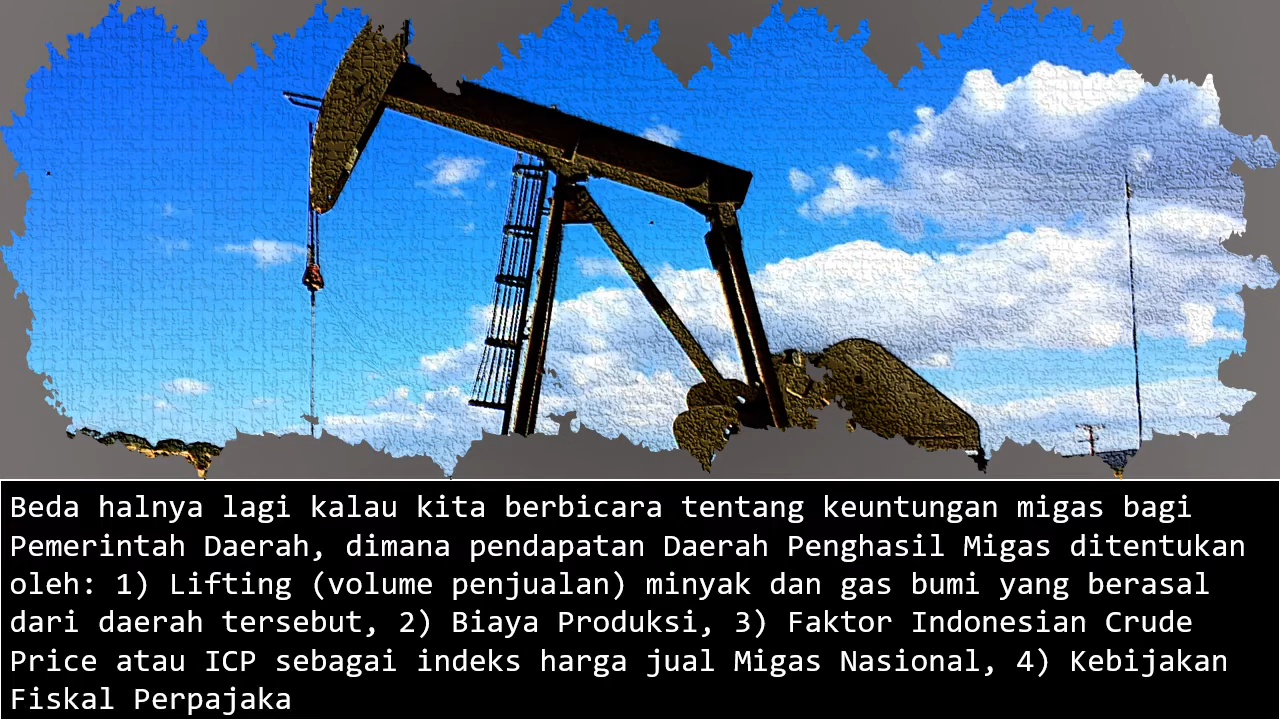 Beda halnya lagi kalau kita berbicara tentang keuntungan migas bagi
Pemerintah Daerah, dimana pendapatan Daerah Penghasil Migas ditentukan
oleh: 1) Lifting (volume penjualan) minyak dan gas bumi yang berasal
dari daerah tersebut, 2) Biaya Produksi, 3) Faktor Indonesian Crude
Price atau ICP sebagai indeks harga jual Migas Nasional, 4) Kebijakan
Fiskal Perpajaka